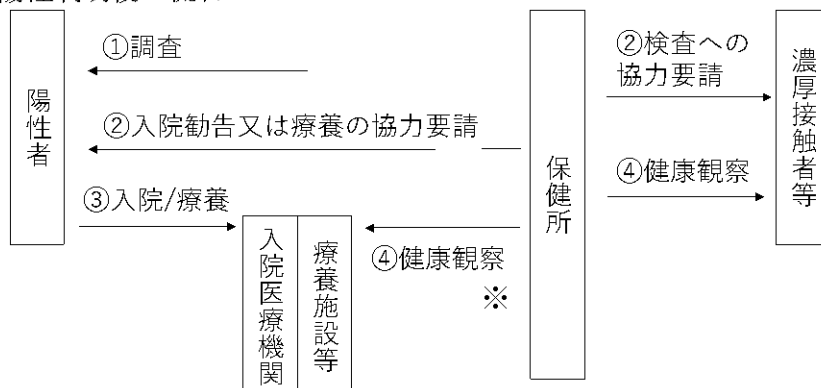 ①調査
②検査への
協力要請
陽性者
②入院勧告又は療養の協力要請
濃厚接触者等
保健所
④健康観察
③入院/療養
入院医療機関
療養施設等
④健康観察
※